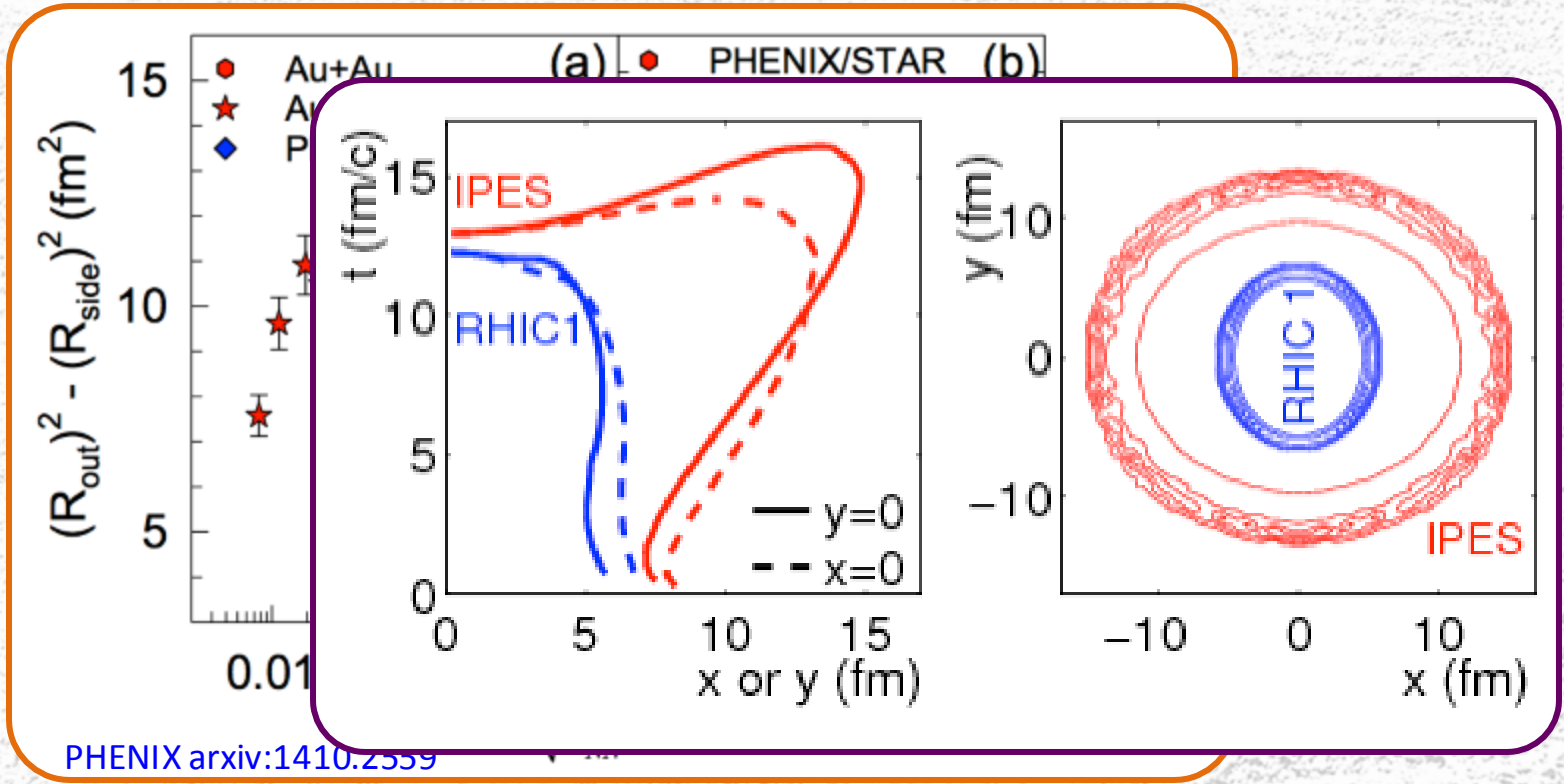 (R_out)^2 - (R_side)^2 (fm^2)
15
10
5
0.01
Au+Au
(a)
PHENIX/STAR
(b)
PHENIX arxiv:1410.2559
t (fm/c)
15
10
5
0
IPES
RHIC1
y=0
x=0
0 5 10 15
x or y (fm)
y (fm)
10
0
−10
RHIC 1
IPES
−10 0 10
x (fm)